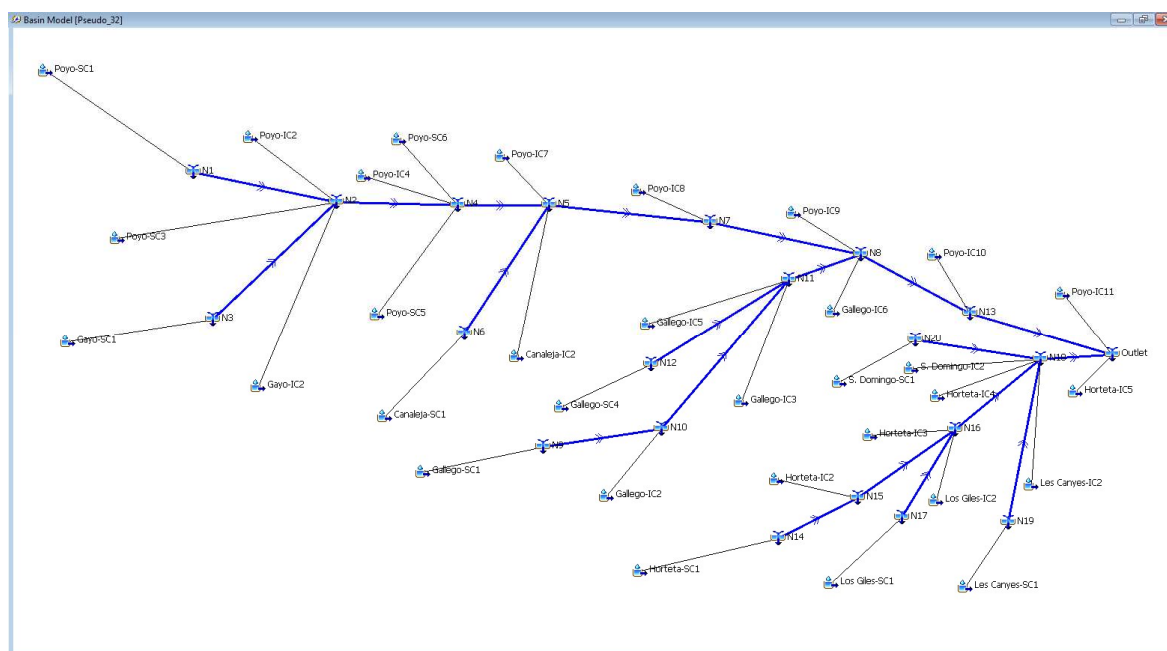 Basin Model [Pseudo_32]
Poyo-SC1
Poyo-IC2
Poyo-SC6
Poyo-IC7
N1
Poyo-IC4
Poyo-IC8
N2
N4
N5
Poyo-IC9
N7
Poyo-SC3
N8
Poyo-IC10
N11
Poyo-IC11
Gallego-IC6
N13
Poyo-SC5
N3
Gallego-IC5
N6
Gayo-SC1
N20
Canaleja-IC2
Outlet
N12
S. Domingo-IC2
N18
Gayo-IC2
S. Domingo-SC1
Horteta-IC5
Horteta-IC4
Gallego-IC3
Gallego-SC4
Canaleja-SC1
N10
N16
Horteta-IC3
N9
Gallego-SC1
Horteta-IC2
Les Canyes-IC2
Gallego-IC2
N15
Los Giles-IC2
N17
N19
N14
Horteta-SC1
Los Giles-SC1
Les Canyes-SC1